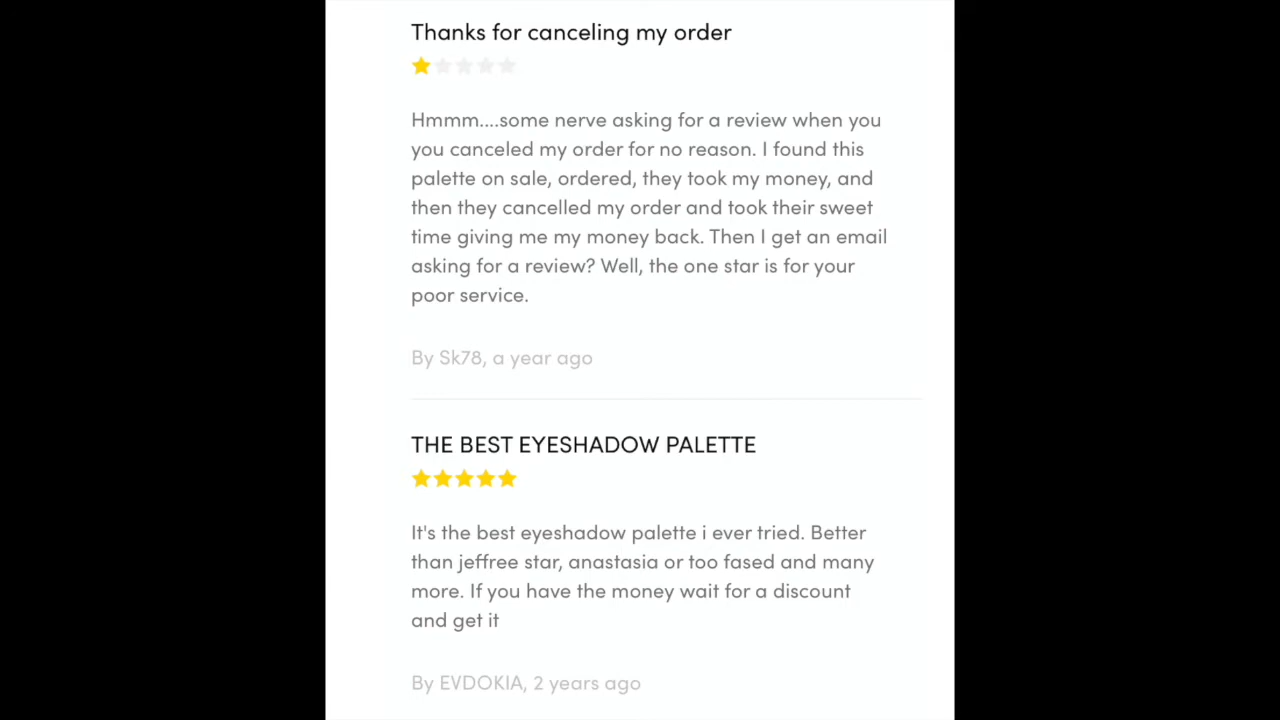 Thanks for canceling my order
Hmmm....some nerve asking for a review when you
you canceled my order for no reason. I found this
palette on sale, ordered, they took my money, and
then they cancelled my order and took their sweet
time giving me my money back. Then I get an email
asking for a review? Well, the one star is for your
poor service.
By Sk78, a year ago
THE BEST EYESHADOW PALETTE
It's the best eyeshadow palette i ever tried. Better
than jeffree star, anastasia or too fased and many
more. If you have the money wait for a discount
and get it
By EVDOKIA, 2 years ago